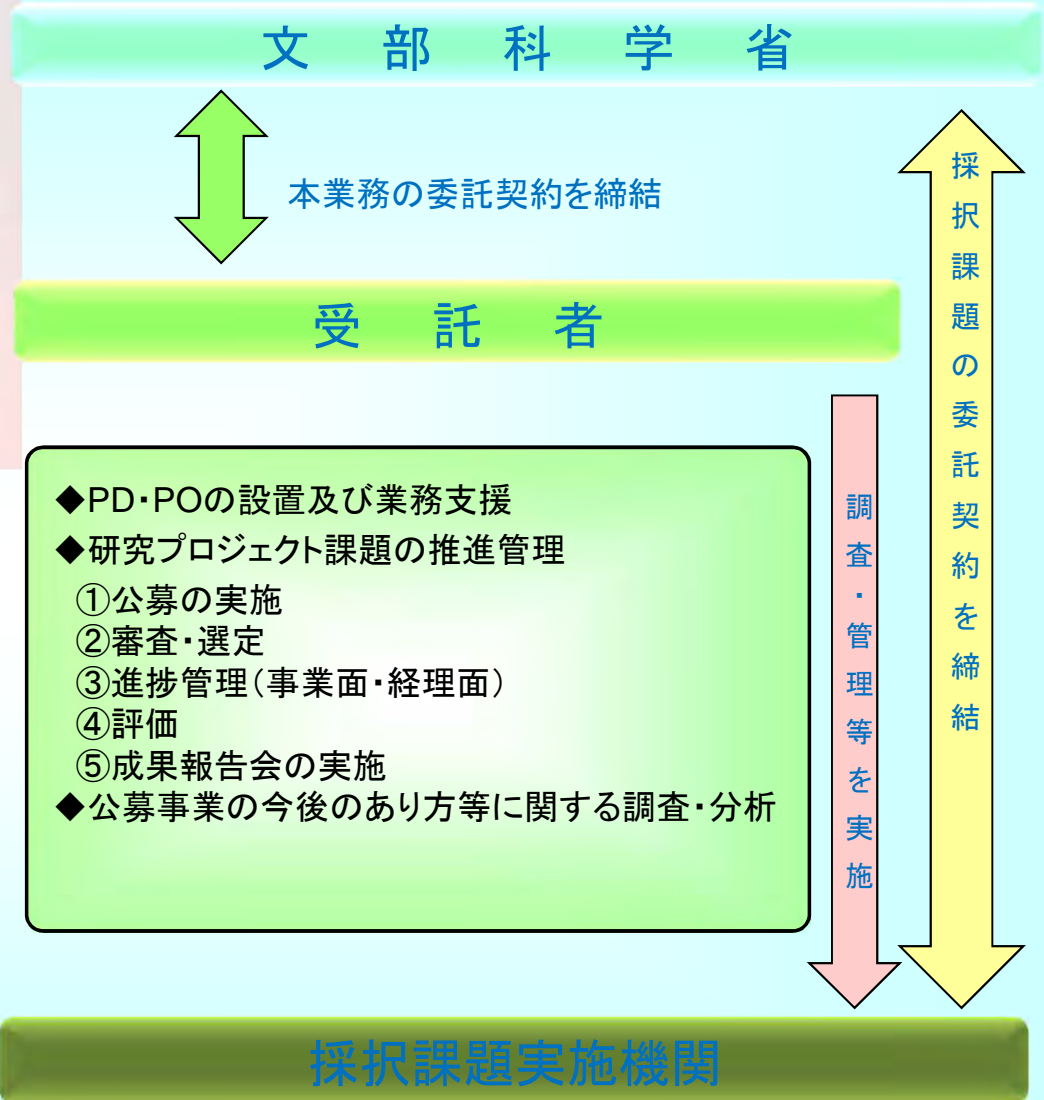 文部科学省
本業務の委託契約を締結
採択課題の委託契約を締結
受託者
調査・管理等を実施
◆PD・POの設置及び業務支援
◆研究プロジェクト課題の推進管理
①公募の実施
②審査・選定
③進捗管理（事業面・経理面）
④評価
⑤成果報告会の実施
◆公募事業の今後のあり方等に関する調査・分析
採択課題実施機関